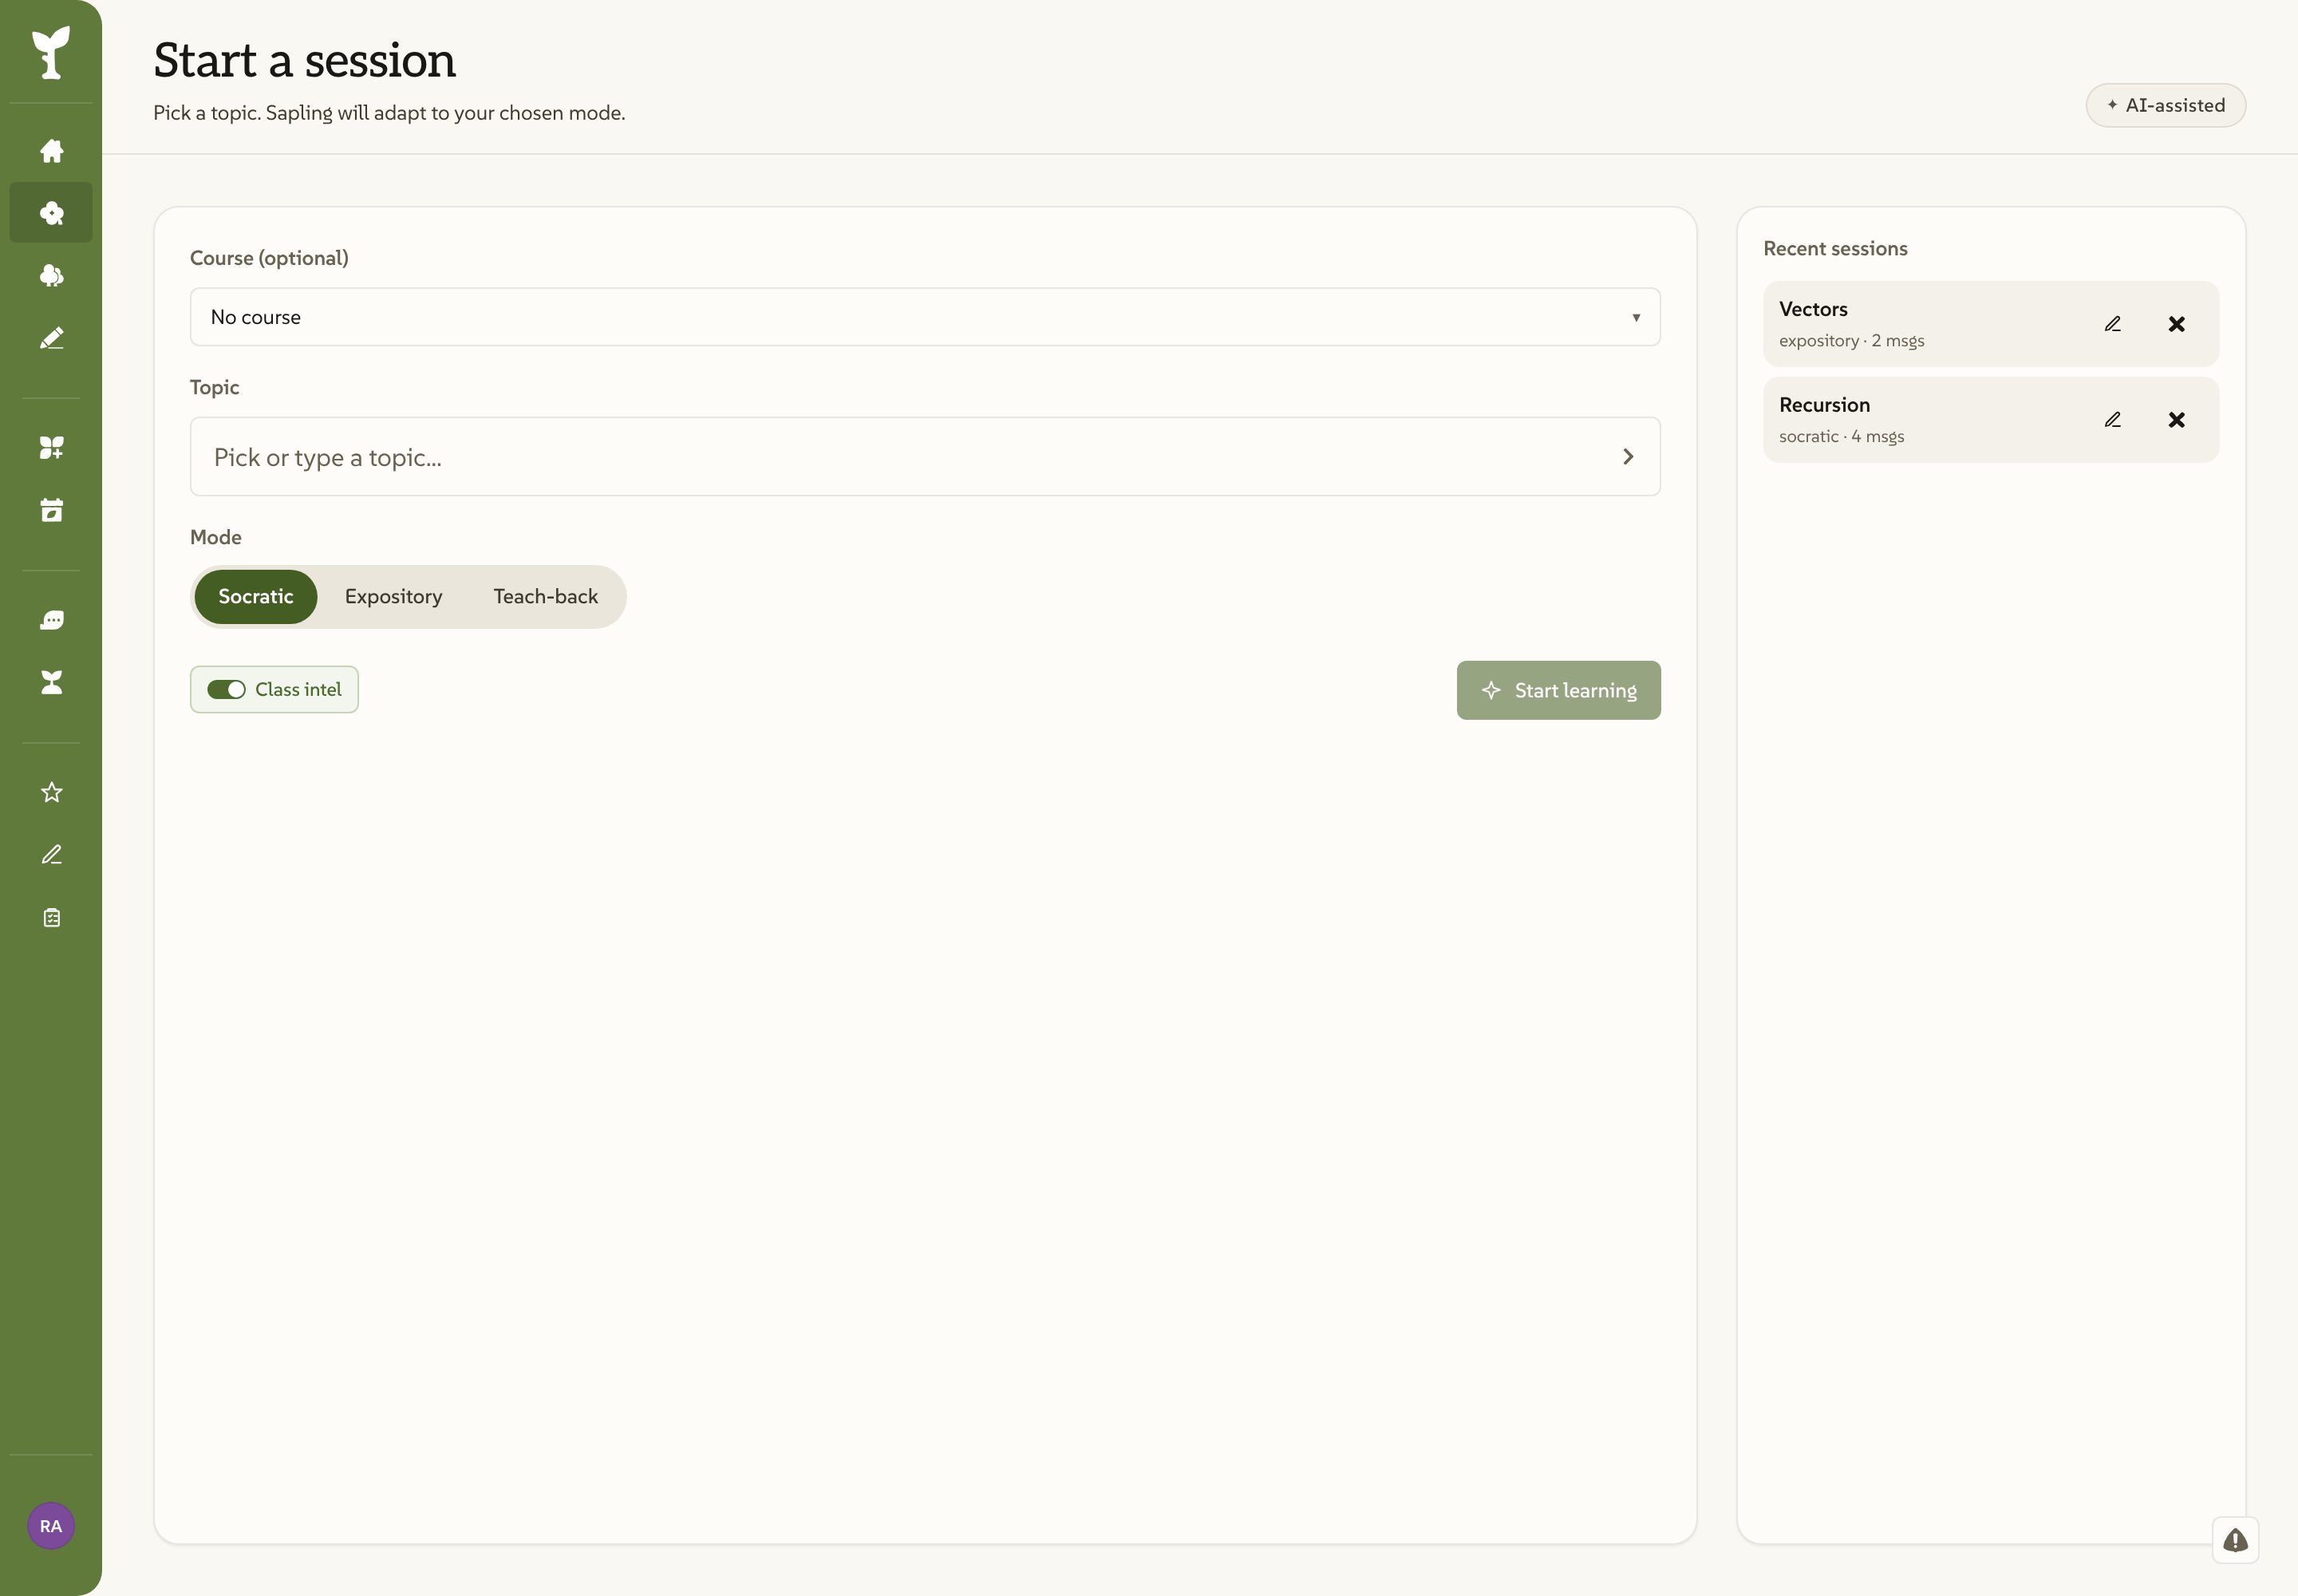 Start a session
Pick a topic. Sapling will adapt to your chosen mode.
AI-assisted
Course (optional)
No course
Topic
Pick or type a topic...
Mode
Socratic
Expository
Teach-back
Class intel
Start learning
Recent sessions
Vectors
expository · 2 msgs
Recursion
socratic · 4 msgs
RA